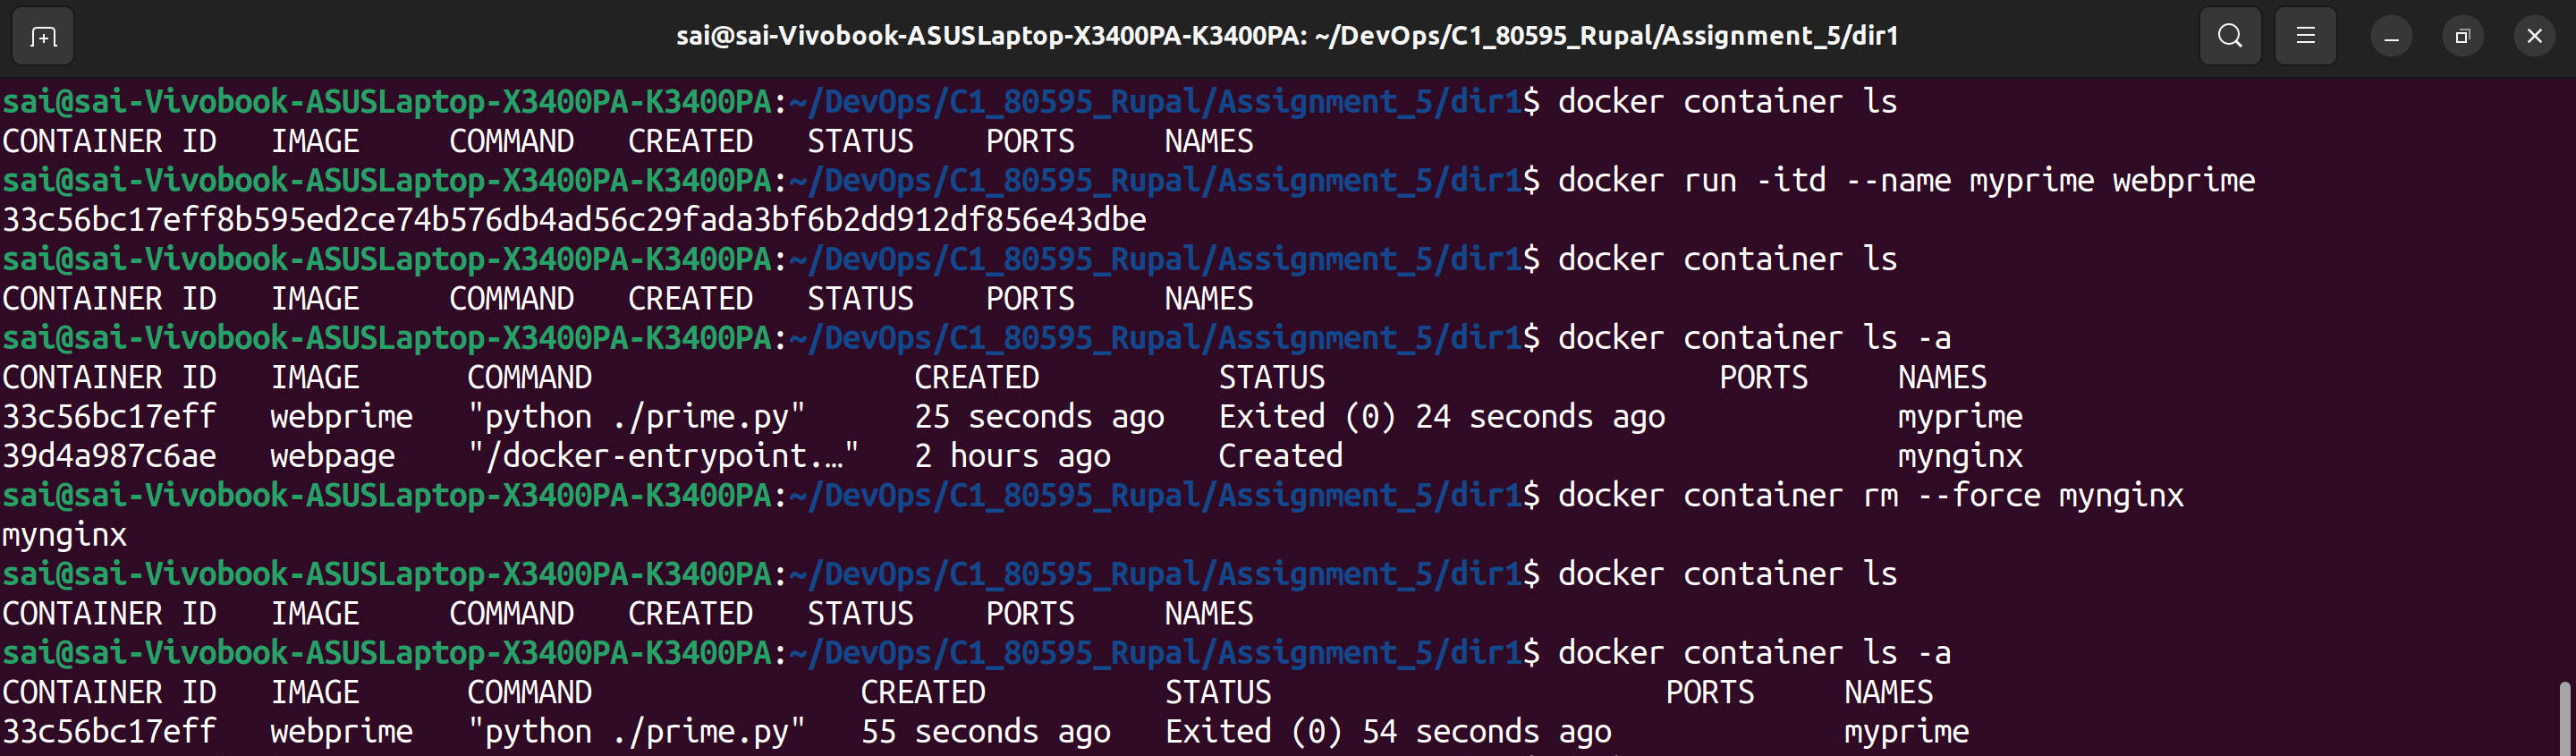 sai@sai-Vivobook-ASUSLaptop-X3400PA-K3400PA: ~/DevOps/C1_80595_Rupal/Assignment_5/dir1
sai@sai-Vivobook-ASUSLaptop-X3400PA-K3400PA:~/DevOps/C1_80595_Rupal/Assignment_5/dir1$ docker container ls
CONTAINER ID   IMAGE     COMMAND   CREATED   STATUS    PORTS     NAMES
sai@sai-Vivobook-ASUSLaptop-X3400PA-K3400PA:~/DevOps/C1_80595_Rupal/Assignment_5/dir1$ docker run -itd --name myprime webprime
33c56bc17eff8b595ed2ce74b576db4ad56c29fada3bf6b2dd912df856e43dbe
sai@sai-Vivobook-ASUSLaptop-X3400PA-K3400PA:~/DevOps/C1_80595_Rupal/Assignment_5/dir1$ docker container ls
CONTAINER ID   IMAGE     COMMAND   CREATED   STATUS    PORTS     NAMES
sai@sai-Vivobook-ASUSLaptop-X3400PA-K3400PA:~/DevOps/C1_80595_Rupal/Assignment_5/dir1$ docker container ls -a
CONTAINER ID   IMAGE      COMMAND                  CREATED          STATUS                      PORTS     NAMES
33c56bc17eff   webprime   "python ./prime.py"      25 seconds ago   Exited (0) 24 seconds ago             myprime
39d4a987c6ae   webpage    "/docker-entrypoint.…"   2 hours ago      Created                               mynginx
sai@sai-Vivobook-ASUSLaptop-X3400PA-K3400PA:~/DevOps/C1_80595_Rupal/Assignment_5/dir1$ docker container rm --force mynginx
mynginx
sai@sai-Vivobook-ASUSLaptop-X3400PA-K3400PA:~/DevOps/C1_80595_Rupal/Assignment_5/dir1$ docker container ls
CONTAINER ID   IMAGE     COMMAND   CREATED   STATUS    PORTS     NAMES
sai@sai-Vivobook-ASUSLaptop-X3400PA-K3400PA:~/DevOps/C1_80595_Rupal/Assignment_5/dir1$ docker container ls -a
CONTAINER ID   IMAGE      COMMAND               CREATED          STATUS                      PORTS     NAMES
33c56bc17eff   webprime   "python ./prime.py"   55 seconds ago   Exited (0) 54 seconds ago             myprime